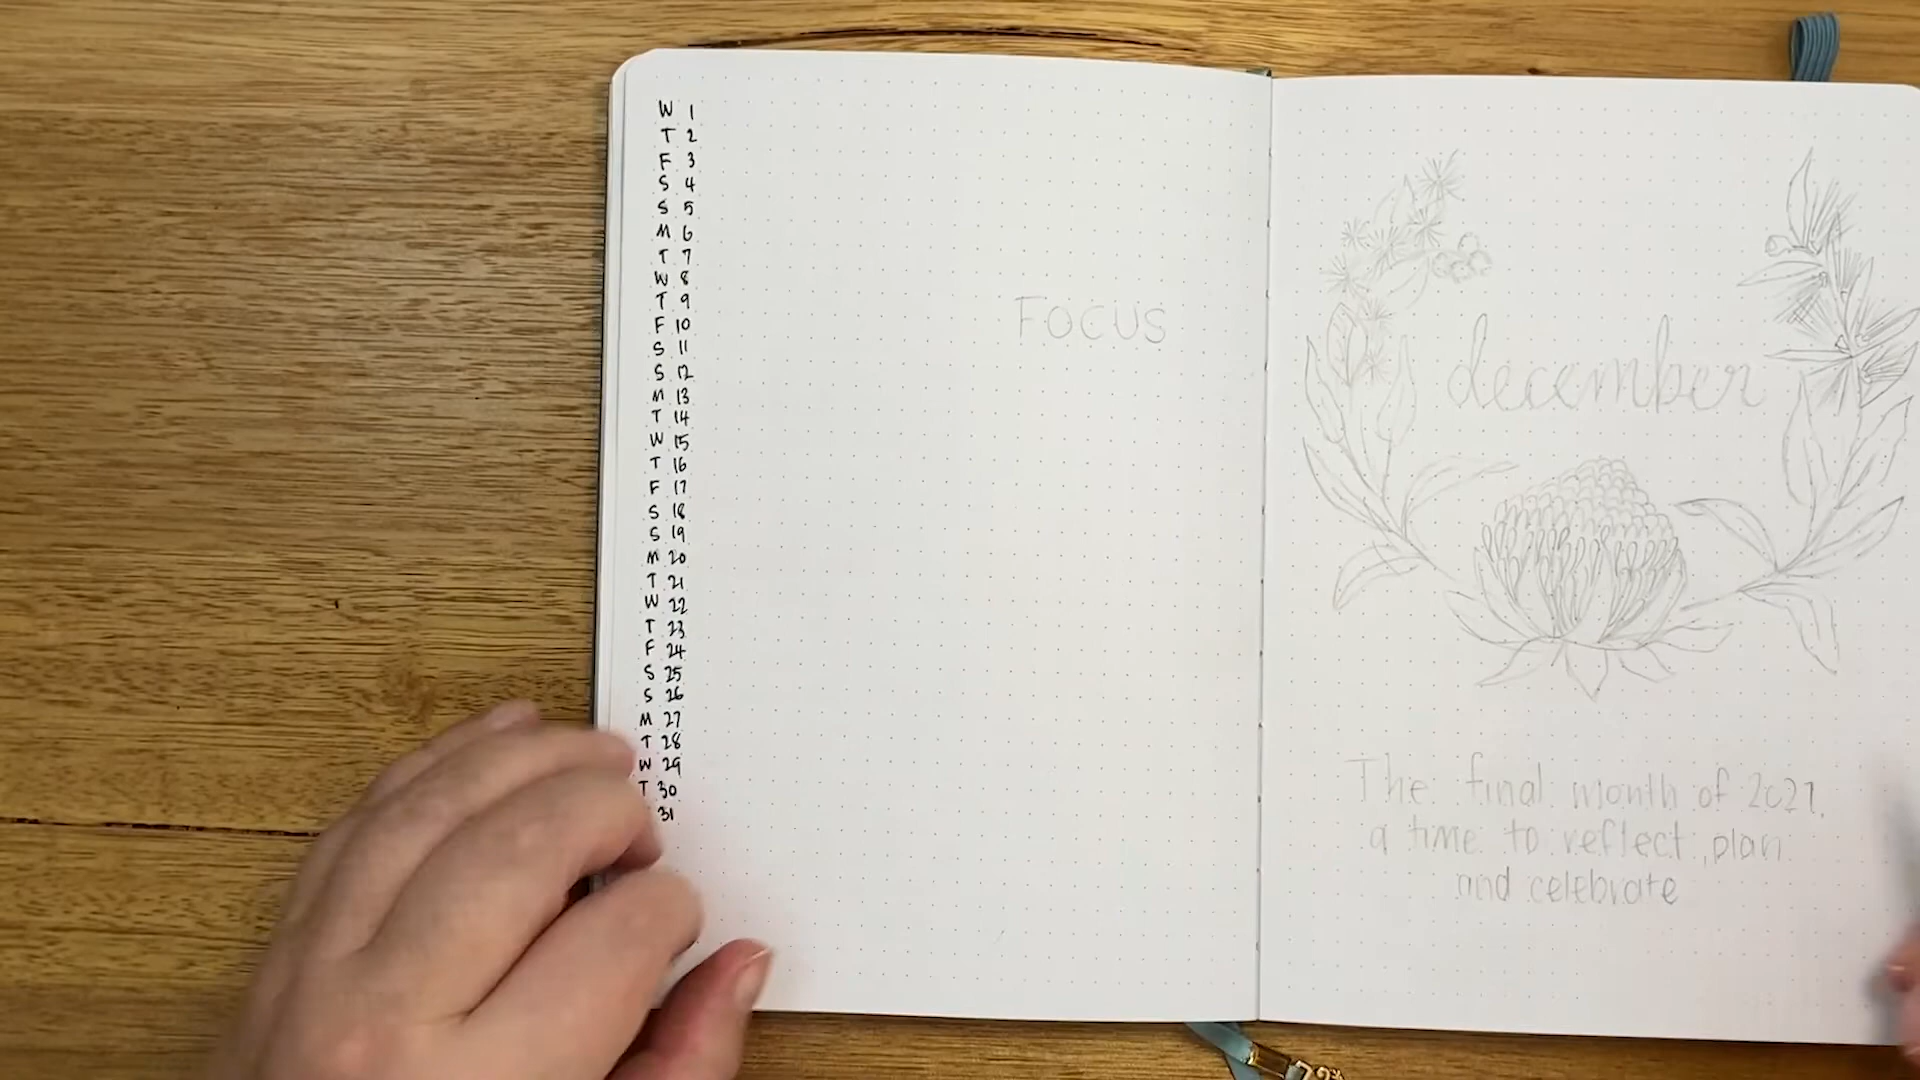 W 1
T 2
F 3
S 4
S 5
M 6
T 7
W 8
T 9
F 10
S 11
S 12
M 13
T 14
W 15
T 16
F 17
S 18
S 19
M 20
T 21
W 22
T 23
F 24
S 25
S 26
M 27
T 28
W 29
T 30
31
FOCUS
december
The final month of 2021,
a time to reflect, plan
and celebrate